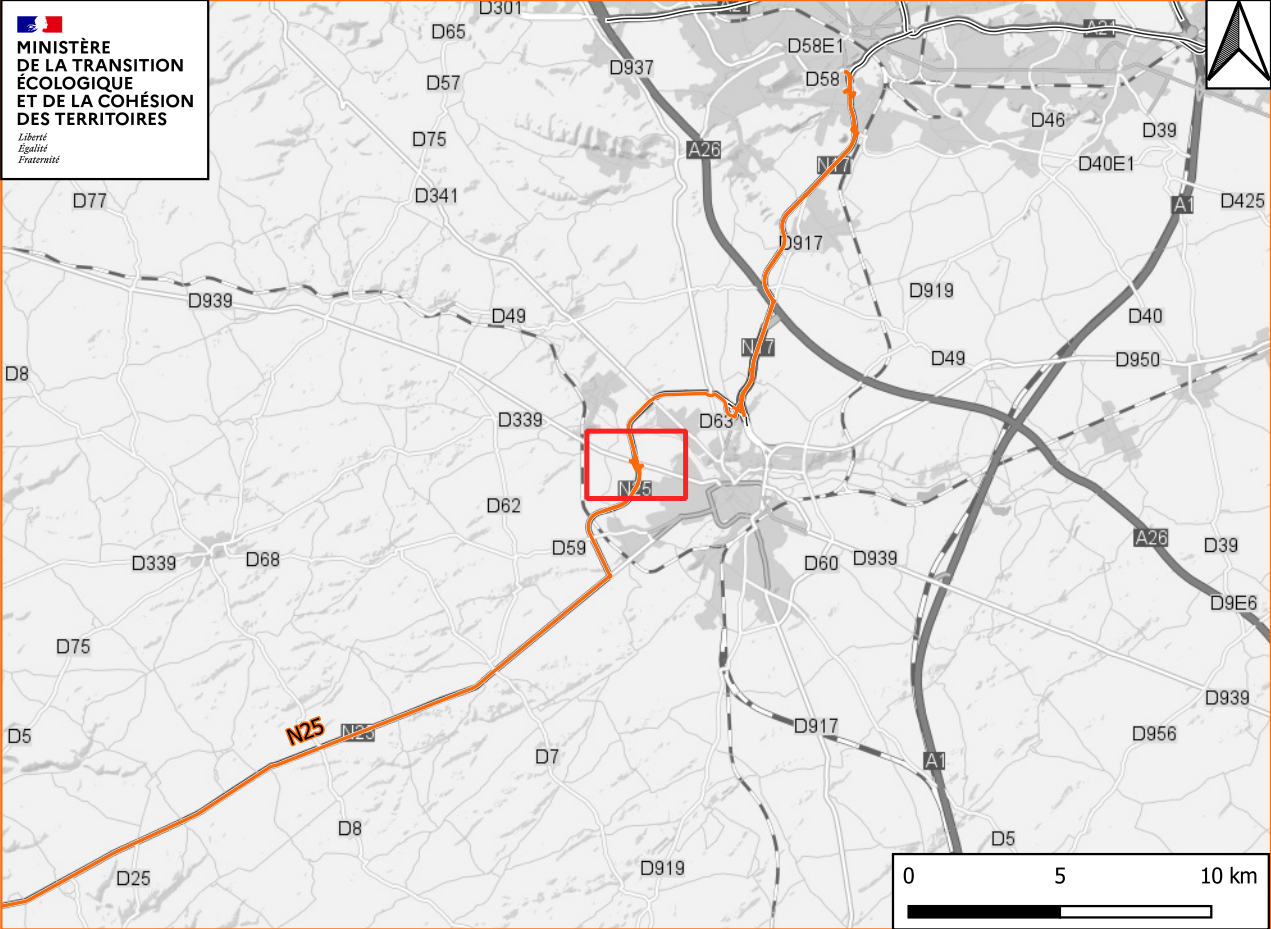 MINISTÈRE
DE LA TRANSITION
ÉCOLOGIQUE
ET DE LA COHÉSION
DES TERRITOIRES
Liberté
Égalité
Fraternité
D301
A21
D65
D937
D58E1
A21
D58
D57
D46
D39
D75
A26
N17
D40E1
D77
D341
A1
D425
D917
D939
D49
D919
D40
N17
D49
D950
D8
D339
D63
N25
D62
D339
D68
D59
D60
D939
A26
D39
D9E6
D75
D939
N25
N25
D5
D7
D917
D956
A1
D8
D5
D25
D919
0 5 10 km